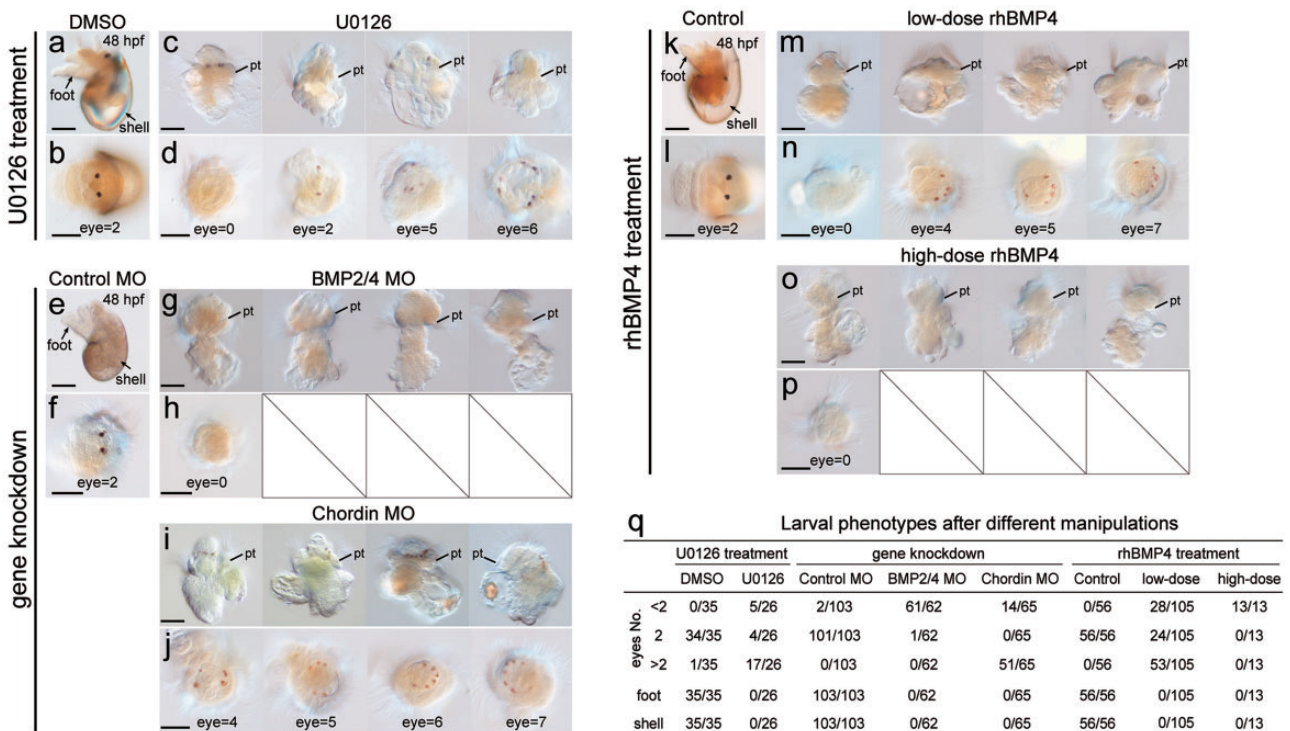 U0126 treatment
DMSO
U0126
a
48 hpf
foot
shell
c
pt
pt
pt
pt
b
eye=2
d
eye=0
eye=2
eye=5
eye=6
gene knockdown
Control MO
BMP2/4 MO
e
48 hpf
foot
shell
g
pt
pt
pt
pt
f
eye=2
h
eye=0
Chordin MO
i
pt
pt
pt
pt
j
eye=4
eye=5
eye=6
eye=7
rhBMP4 treatment
Control
low-dose rhBMP4
k
48 hpf
foot
shell
m
pt
pt
pt
pt
l
eye=2
n
eye=0
eye=4
eye=5
eye=7
high-dose rhBMP4
o
pt
pt
pt
pt
p
eye=0
q
Larval phenotypes after different manipulations
U0126 treatment gene knockdown rhBMP4 treatment
DMSO U0126 Control MO BMP2/4 MO Chordin MO Control low-dose high-dose
eyes No.
<2 0/35 5/26 2/103 61/62 14/65 0/56 28/105 13/13
2 34/35 4/26 101/103 1/62 0/65 56/56 24/105 0/13
>2 1/35 17/26 0/103 0/62 51/65 0/56 53/105 0/13
foot 35/35 0/26 103/103 0/62 0/65 56/56 0/105 0/13
shell 35/35 0/26 103/103 0/62 0/65 56/56 0/105 0/13